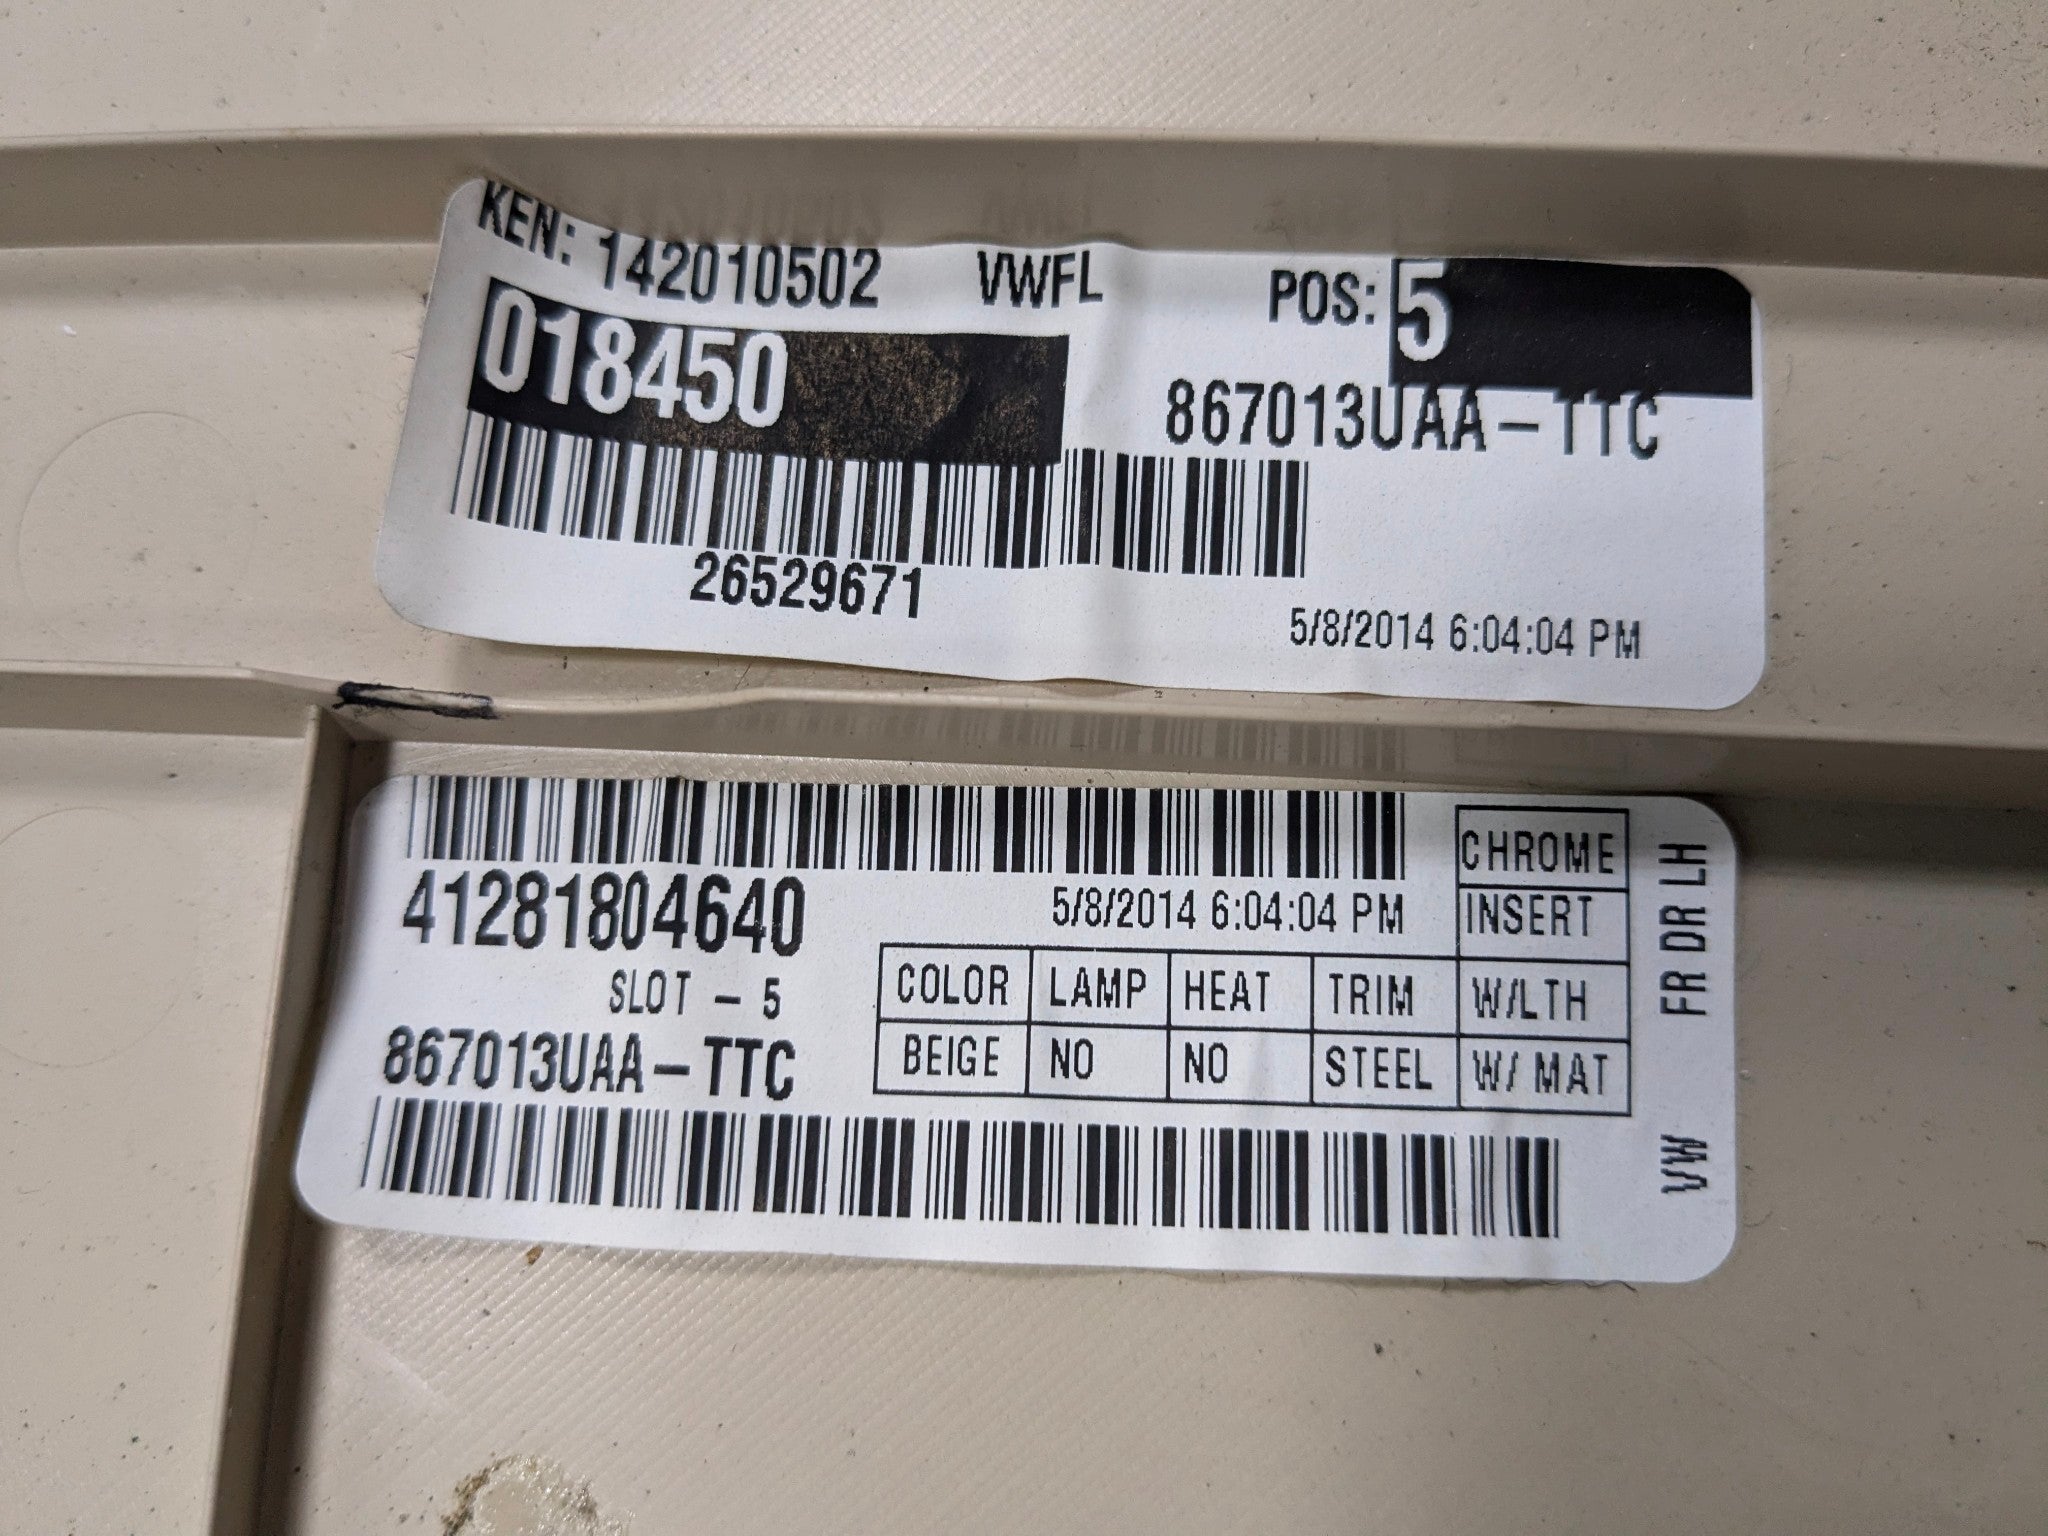 KEN: 142010502 VWFL POS: 5
018450
867013UAA-TTC
26529671
5/8/2014 6:04:04 PM
41281804640
5/8/2014 6:04:04 PM
SLOT - 5
867013UAA-TTC
CHROME
INSERT
COLOR LAMP HEAT TRIM W/LTH
BEIGE NO NO STEEL W/ MAT
VW FR DR LH